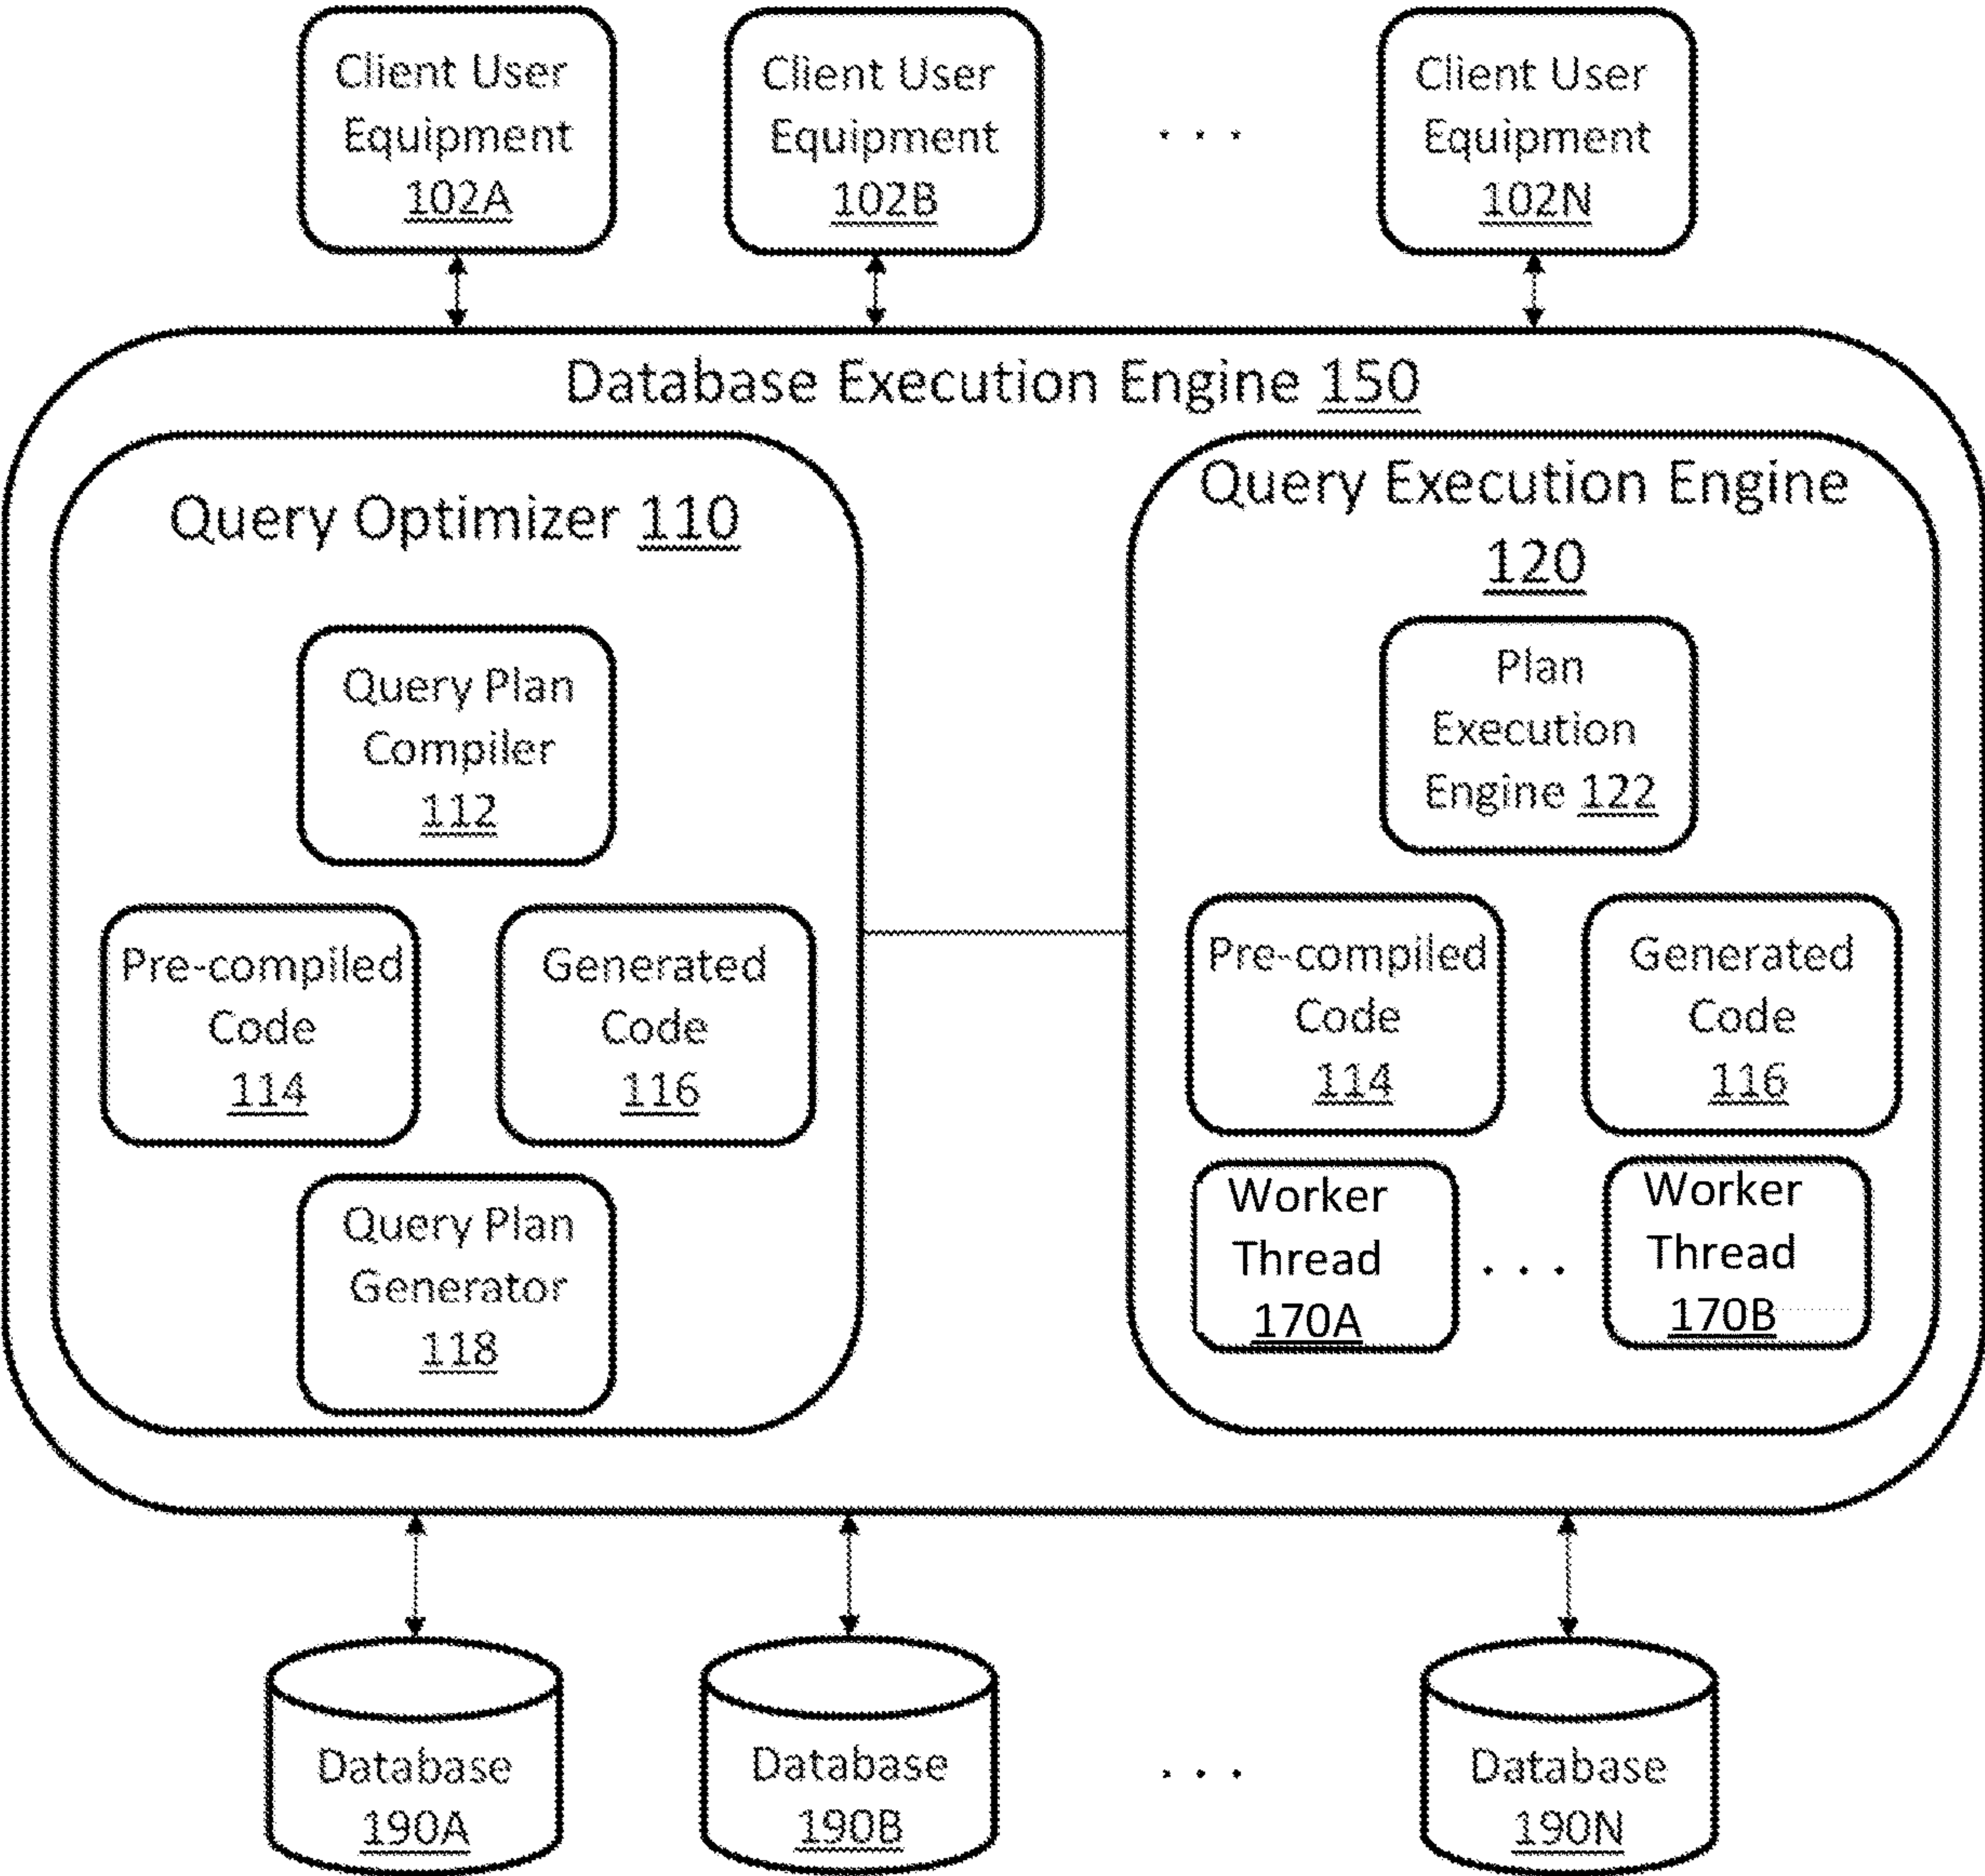 Client User
Equipment
102A
Client User
Equipment
102B
. . .
Client User
Equipment
102N
Database Execution Engine 150
Query Optimizer 110
Query Plan
Compiler
112
Pre-compiled
Code
114
Generated
Code
116
Query Plan
Generator
118
Query Execution Engine
120
Plan
Execution
Engine 122
Pre-compiled
Code
114
Generated
Code
116
Worker
Thread
170A
. . .
Worker
Thread
170B
Database
190A
Database
190B
. . .
Database
190N